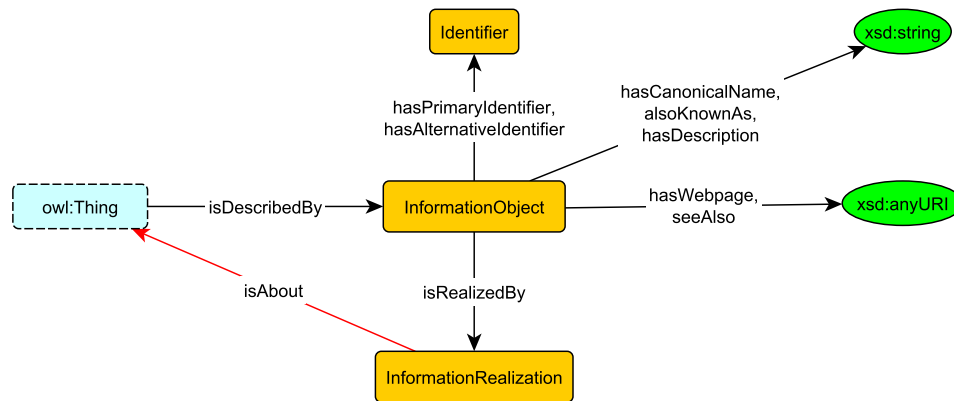 Identifier
xsd:string
hasPrimaryIdentifier,
hasAlternativeIdentifier
hasCanonicalName,
alsoKnownAs,
hasDescription
owl:Thing
isDescribedBy
InformationObject
hasWebpage,
seeAlso
xsd:anyURI
isAbout
isRealizedBy
InformationRealization